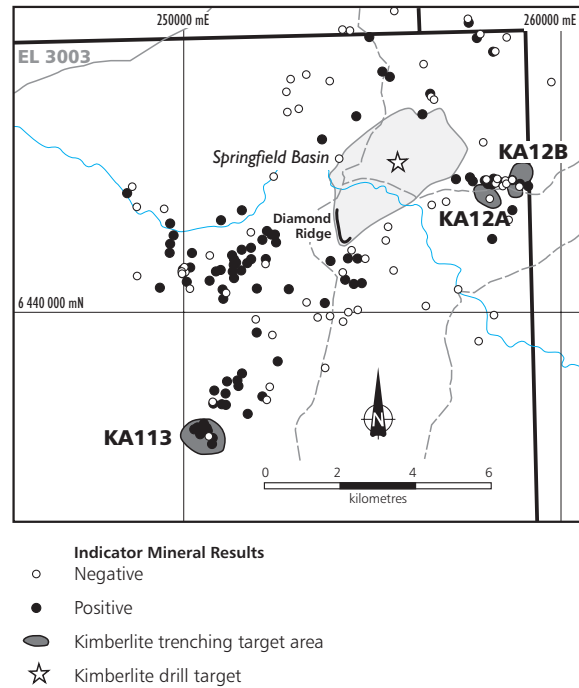 250000 mE
260000 mE
EL 3003
Springfield Basin
KA12B
KA12A
Diamond
Ridge
6 440 000 mN
KA113
N
0 2 4 6
kilometres
Indicator Mineral Results
Negative
Positive
Kimberlite trenching target area
Kimberlite drill target